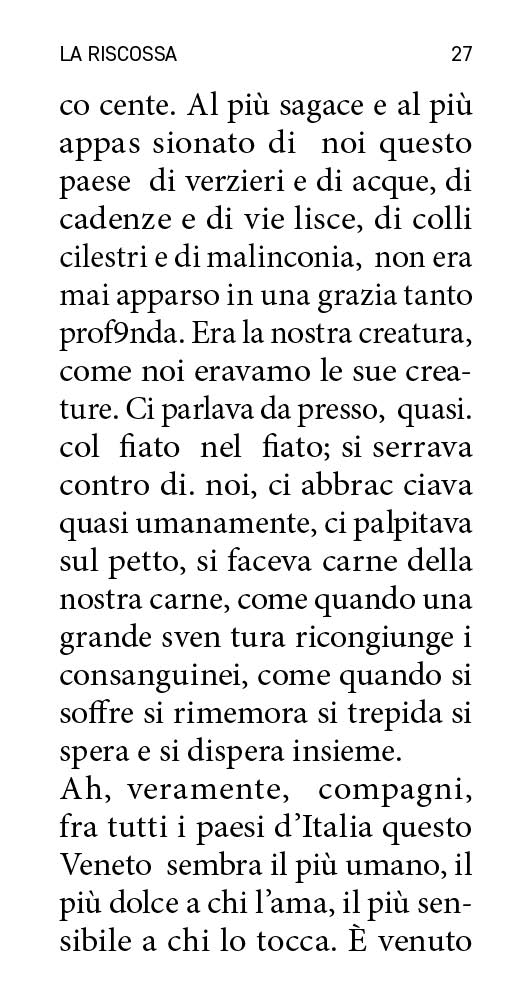 LA RISCOSSA 27
co cente. Al più sagace e al più
appas sionato di noi questo
paese di verzieri e di acque, di
cadenze e di vie lisce, di colli
cilestri e di malinconia, non era
mai apparso in una grazia tanto
prof9nda. Era la nostra creatura,
come noi eravamo le sue crea-
ture. Ci parlava da presso, quasi.
col fiato nel fiato; si serrava
contro di. noi, ci abbrac ciava
quasi umanamente, ci palpitava
sul petto, si faceva carne della
nostra carne, come quando una
grande sven tura ricongiunge i
consanguinei, come quando si
soffre si rimemora si trepida si
spera e si dispera insieme.
Ah, veramente, compagni,
fra tutti i paesi d’Italia questo
Veneto sembra il più umano, il
più dolce a chi l’ama, il più sen-
sibile a chi lo tocca. È venuto